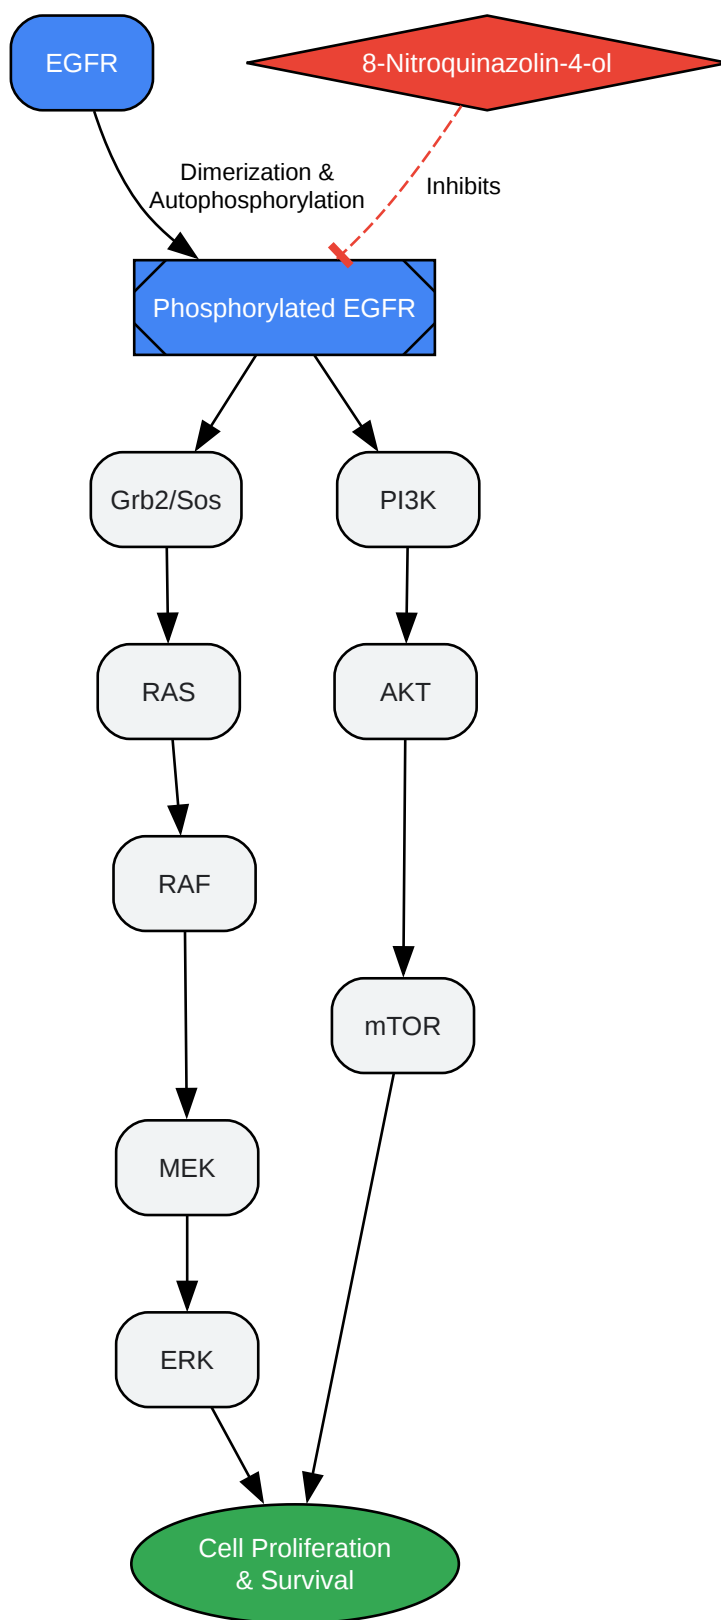 EGFR
8-Nitroquinazolin-4-ol
Dimerization &
Autophosphorylation
Inhibits
Phosphorylated EGFR
Grb2/Sos
PI3K
RAS
AKT
RAF
mTOR
MEK
ERK
Cell Proliferation
& Survival